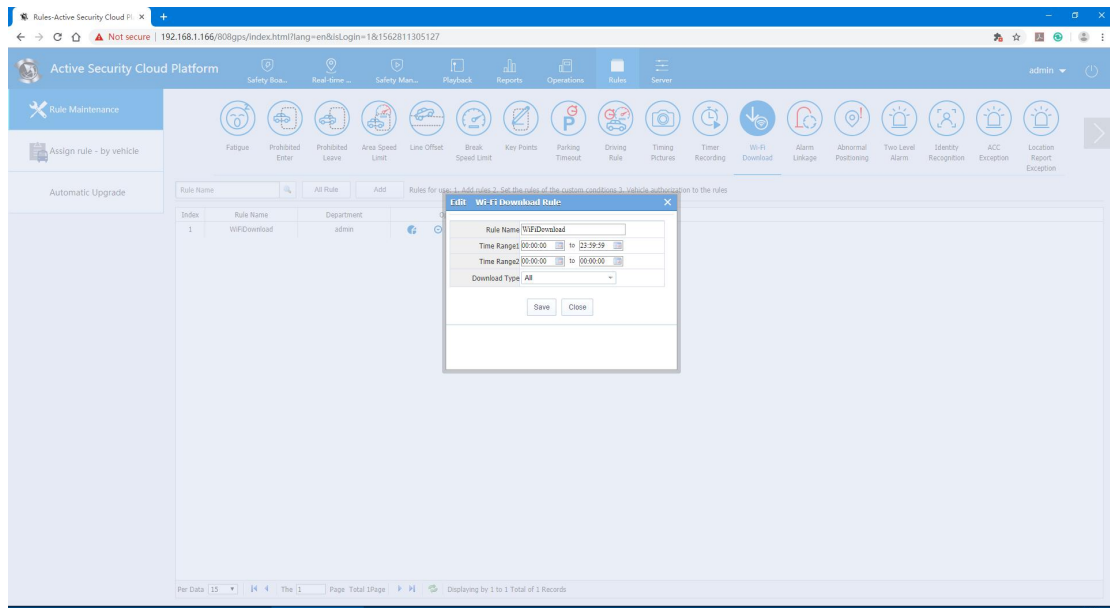 Rules-Active Security Cloud Pl
Not secure | 192.168.1.166/808gps/index.html?lang=en&lsLogin=1&1562811305127
Active Security Cloud Platform
Safety Boa... Real-time ... Safety Man... Playback Reports Operations Rules Server
admin
Rule Maintenance
Assign rule - by vehicle
Automatic Upgrade
Fatigue
Prohibited Enter
Prohibited Leave
Area Speed Limit
Line Offset
Break Speed Limit
Key Points
Parking Timeout
Driving Rule
Timing Pictures
Timer Recording
Wi-Fi Download
Alarm Linkage
Abnormal Positioning
Two Level Alarm
Identity Recognition
ACC Exception
Location Report Exception
Rule Name All Rule Add Rules for use: 1. Add rules 2. Set the rules of the custom conditions 3. Vehicle authorization to the rules
Index Rule Name Department
1 WiFiDownload admin
Edit Wi-Fi Download Rule
Rule Name WiFiDownload
Time Range1 00:00:00 to 23:59:59
Time Range2 00:00:00 to 00:00:00
Download Type All
Save Close
Per Data 15 The 1 Page Total 1Page Displaying by 1 to 1 Total of 1 Records